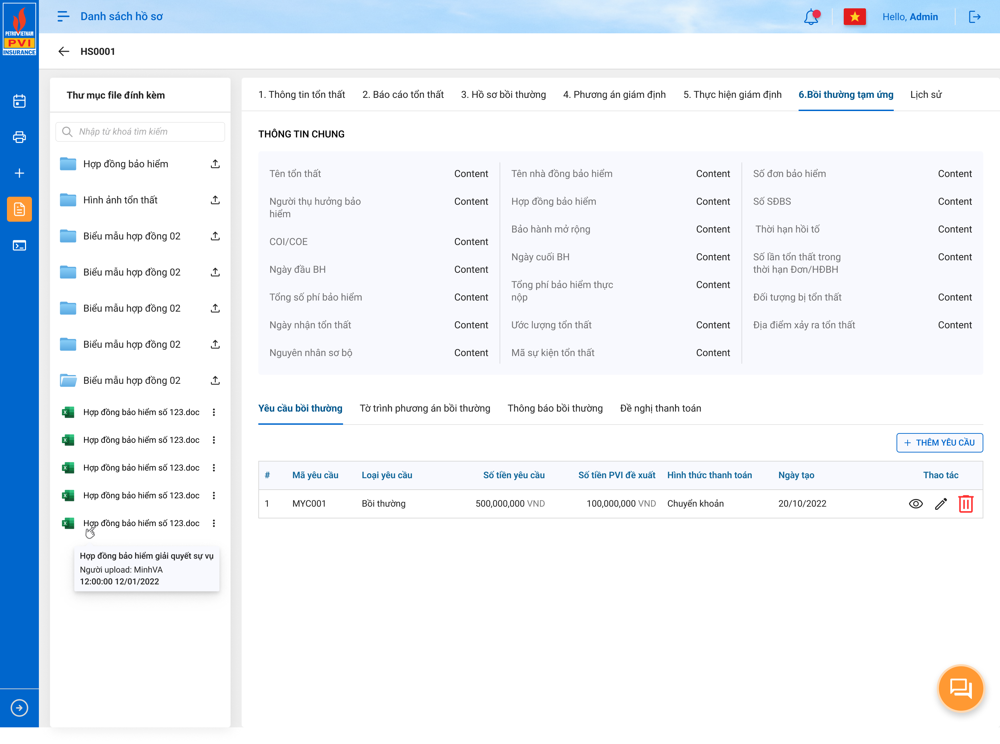 PETROVIETNAM
PVI
INSURANCE
Danh sách hồ sơ
Hello, Admin
HS0001
Thư mục file đính kèm
Nhập từ khoá tìm kiếm
Hợp đồng bảo hiểm
Hình ảnh tổn thất
Biểu mẫu hợp đồng 02
Biểu mẫu hợp đồng 02
Biểu mẫu hợp đồng 02
Biểu mẫu hợp đồng 02
Biểu mẫu hợp đồng 02
Hợp đồng bảo hiểm số 123.doc
Hợp đồng bảo hiểm số 123.doc
Hợp đồng bảo hiểm số 123.doc
Hợp đồng bảo hiểm số 123.doc
Hợp đồng bảo hiểm số 123.doc
Hợp đồng bảo hiểm giải quyết sự vụ
Người upload: MinhVA
12:00:00 12/01/2022
1. Thông tin tổn thất 2. Báo cáo tổn thất 3. Hồ sơ bồi thường 4. Phương án giám định 5. Thực hiện giám định 6.Bồi thường tạm ứng Lịch sử
THÔNG TIN CHUNG
Tên tổn thất Content
Người thụ hưởng bảo Content
hiểm
COI/COE Content
Ngày đầu BH Content
Tổng số phí bảo hiểm Content
Ngày nhận tổn thất Content
Nguyên nhân sơ bộ Content
Tên nhà đồng bảo hiểm Content
Hợp đồng bảo hiểm Content
Bảo hành mở rộng Content
Ngày cuối BH Content
Tổng phí bảo hiểm thực Content
nộp
Ước lượng tổn thất Content
Mã sự kiện tổn thất Content
Số đơn bảo hiểm Content
Số SĐBS Content
Thời hạn hồi tố Content
Số lần tổn thất trong Content
thời hạn Đơn/HĐBH
Đối tượng bị tổn thất Content
Địa điểm xảy ra tổn thất Content
Yêu cầu bồi thường Tờ trình phương án bồi thường Thông báo bồi thường Đề nghị thanh toán
THÊM YÊU CẦU
# Mã yêu cầu Loại yêu cầu Số tiền yêu cầu Số tiền PVI đề xuất Hình thức thanh toán Ngày tạo Thao tác
1 MYC001 Bồi thường 500,000,000 VND 100,000,000 VND Chuyển khoản 20/10/2022